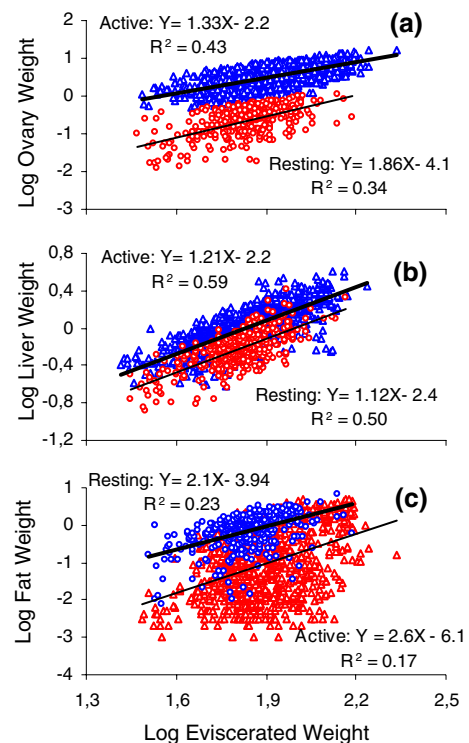 (a)
Active: Y= 1.33X- 2.2
R² = 0.43
2
1
0
-1
-2
-3
Log Ovary Weight
Resting: Y= 1.86X- 4.1
R² = 0.34
(b)
0,8
Active: Y= 1.21X- 2.2
R² = 0.59
0,4
0
-0,4
-0,8
-1,2
Log Liver Weight
Resting: Y= 1.12X- 2.4
R² = 0.50
(c)
1
Resting: Y= 2.1X- 3.94
R² = 0.23
0
-1
-2
-3
-4
Log Fat Weight
Active: Y = 2.6X - 6.1
R² = 0.17
1,3 1,6 1,9 2,2 2,5
Log Eviscerated Weight